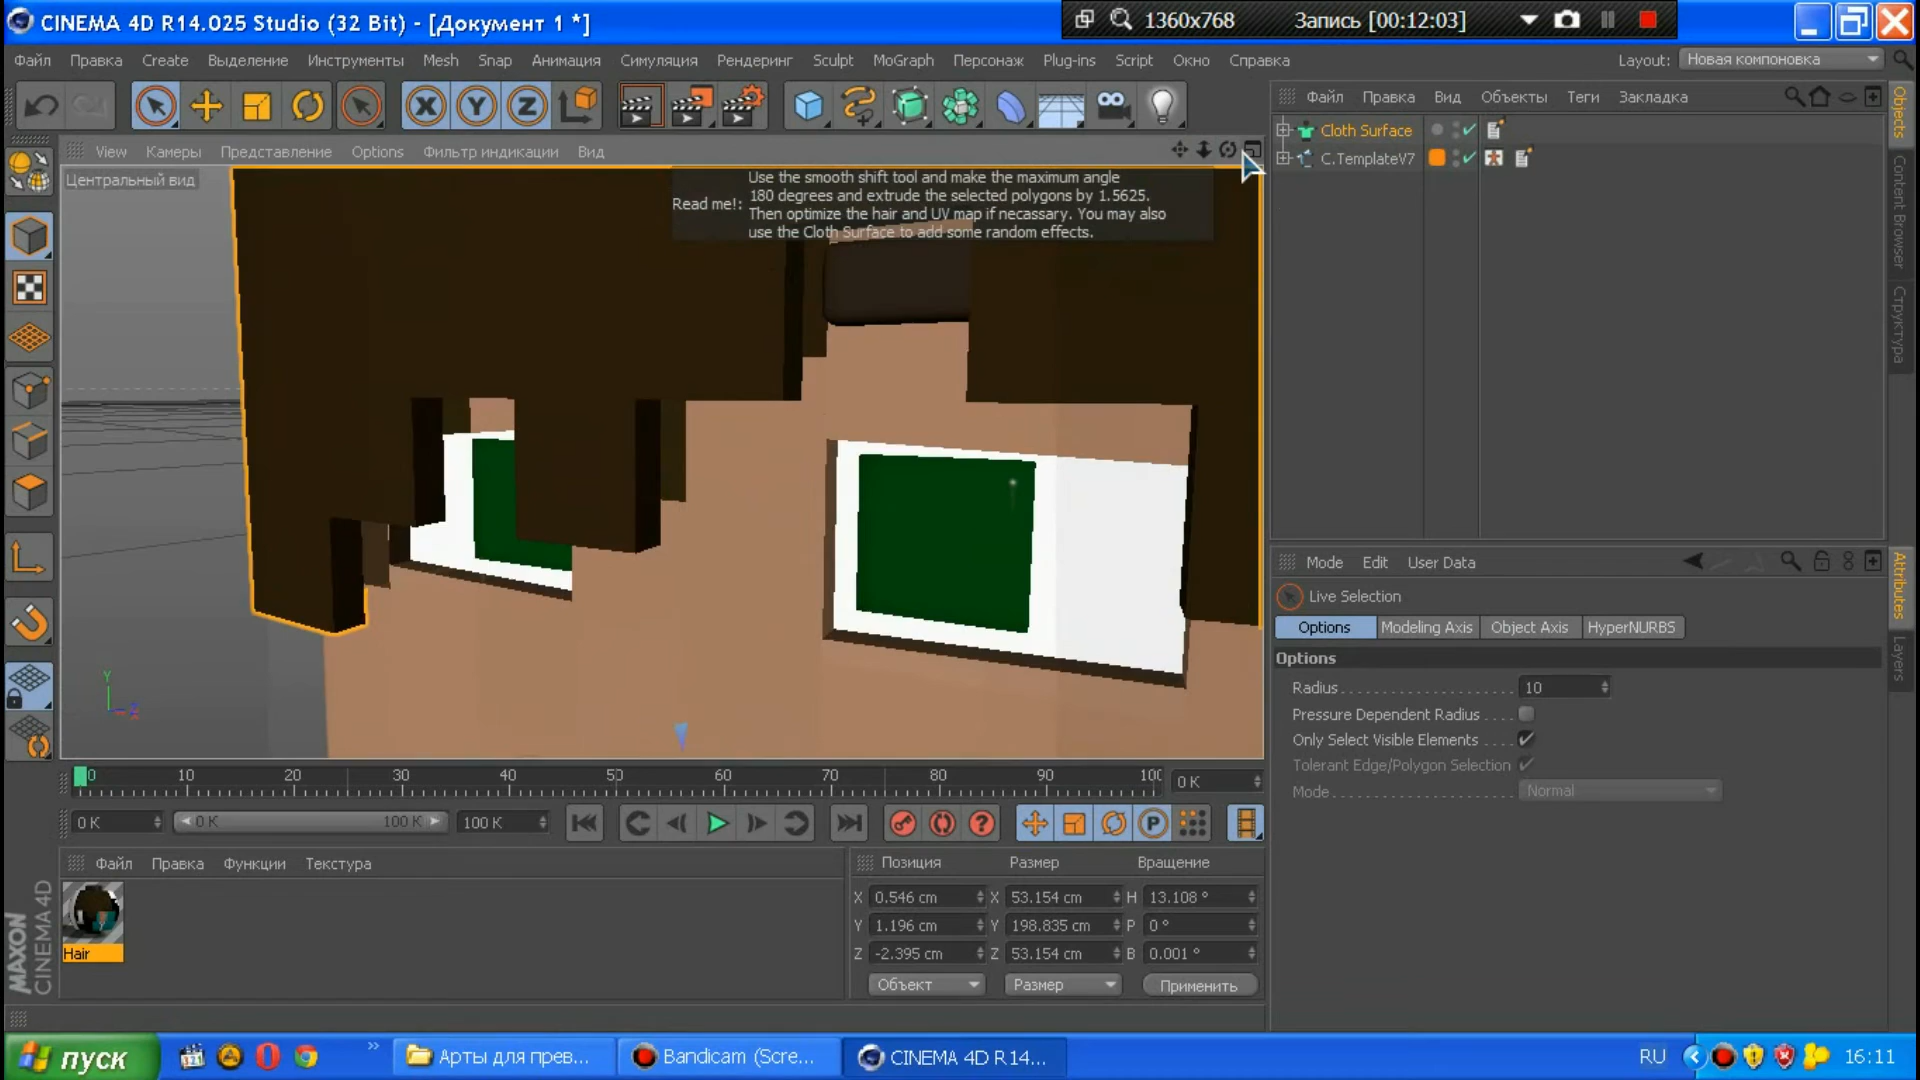 CINEMA 4D R14.025 Studio (32 Bit) - [Документ 1 *]
1360x768 Запись [00:12:03]
Файл Правка Create Выделение Инструменты Mesh Snap Анимация Симуляция Рендеринг Sculpt MoGraph Персонаж Plug-ins Script Окно Справка
Layout: Новая компоновка
X Y Z
Файл Правка Вид Объекты Теги Закладка
Cloth Surface
C.TemplateV7
Objects
Content Browser
Структура
View Камеры Представление Options Фильтр индикации Вид
Центральный вид
Use the smooth shift tool and make the maximum angle
Read me!: 180 degrees and extrude the selected polygons by 1.5625.
Then optimize the hair and UV map if necassary. You may also
use the Cloth Surface to add some random effects.
Y
Mode Edit User Data
Live Selection
Options Modeling Axis Object Axis HyperNURBS
Options
Radius 10
Pressure Dependent Radius
Only Select Visible Elements
Tolerant Edge/Polygon Selection
Mode Normal
Attributes
Layers
0 10 20 30 40 50 60 70 80 90 100 0 K
0 K 0 K 100 K 100 K
P
Файл Правка Функции Текстура
Hair
MAXON
CINEMA 4D
Позиция Размер Вращение
X 0.546 cm X 53.154 cm H 13.108 °
Y 1.196 cm Y 198.835 cm P 0 °
Z -2.395 cm Z 53.154 cm B 0.001 °
Объект Размер Применить
пуск
Арты для прев...
Bandicam (Scre...
CINEMA 4D R14...
RU 16:11